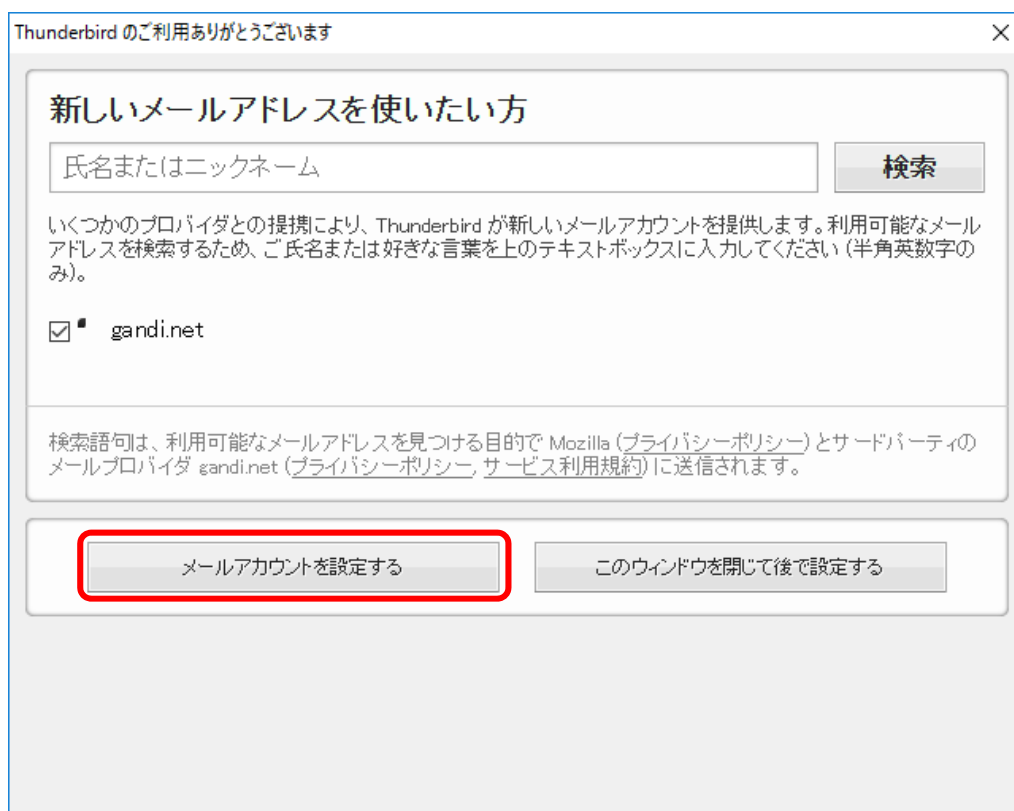 Thunderbird のご利用ありがとうございます
新しいメールアドレスを使いたい方
氏名またはニックネーム
検索
いくつかのプロバイダとの提携により、Thunderbird が新しいメールアカウントを提供します。利用可能なメール
アドレスを検索するため、ご氏名または好きな言葉を上のテキストボックスに入力してください (半角英数字の
み)。
gandi.net
検索語句は、利用可能なメールアドレスを見つける目的で Mozilla (プライバシーポリシー) とサードパーティの
メールプロバイダ gandi.net (プライバシーポリシー, サービス利用規約) に送信されます。
メールアカウントを設定する
このウィンドウを閉じて後で設定する